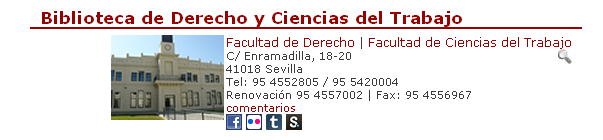 Biblioteca de Derecho y Ciencias del Trabajo
Facultad de Derecho | Facultad de Ciencias del Trabajo
C/ Enramadilla, 18-20
41018 Sevilla
Tel: 95 4552805 / 95 5420004
Renovación 95 4557002 | Fax: 95 4556967
comentarios
f t S.